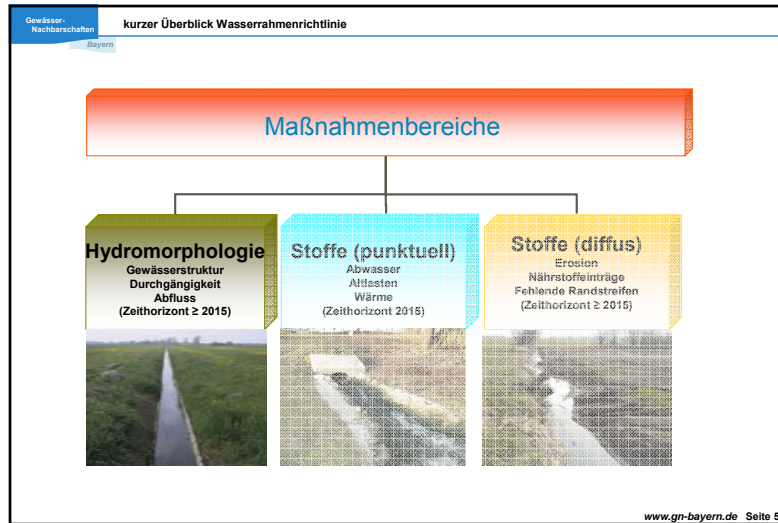 Gewässer-
Nachbarschaften
Bayern
kurzer Überblick Wasserrahmenrichtlinie
Maßnahmenbereiche
Hydromorphologie
Gewässerstruktur
Durchgängigkeit
Abfluss
(Zeithorizont ≥ 2015)
Stoffe (punktuell)
Abwasser
Altlasten
Wärme
(Zeithorizont 2015)
Stoffe (diffus)
Erosion
Nährstoffeinträge
Fehlende Randstreifen
(Zeithorizont ≥ 2015)
www.gn-bayern.de Seite 5